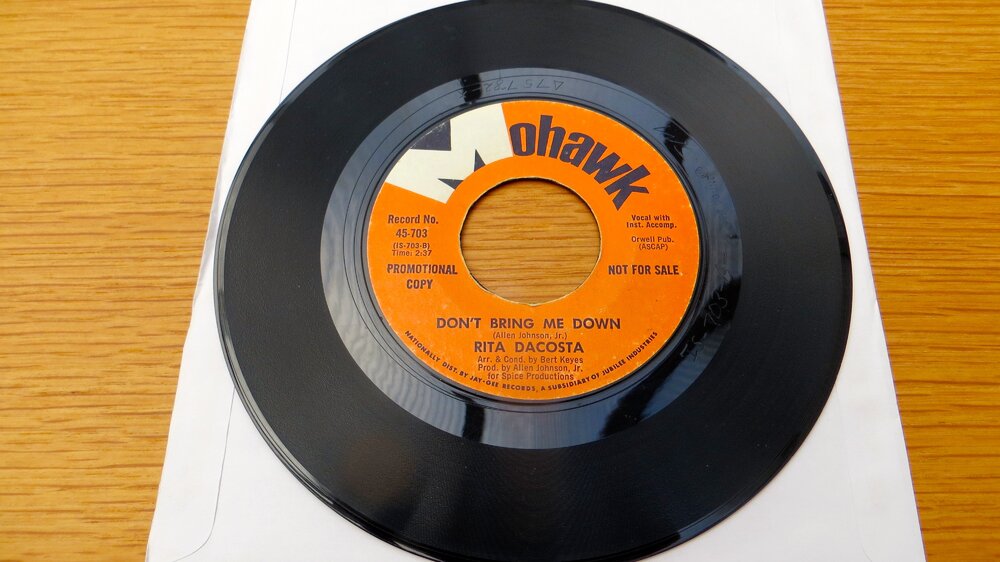 Mohawk
Record No.
45-703
(IS-703-B)
Time: 2:37
PROMOTIONAL
COPY
Vocal with
Inst. Accomp.
Orwell Pub.
(ASCAP)
NOT FOR SALE
DON'T BRING ME DOWN
(Allen Johnson, Jr.)
RITA DACOSTA
Arr. & Cond. by Bert Keyes
Prod. by Allen Johnson, Jr.
for Spice Productions
NATIONALLY DIST. BY JAY-GEE RECORDS, A SUBSIDIARY OF JUBILEE INDUSTRIES